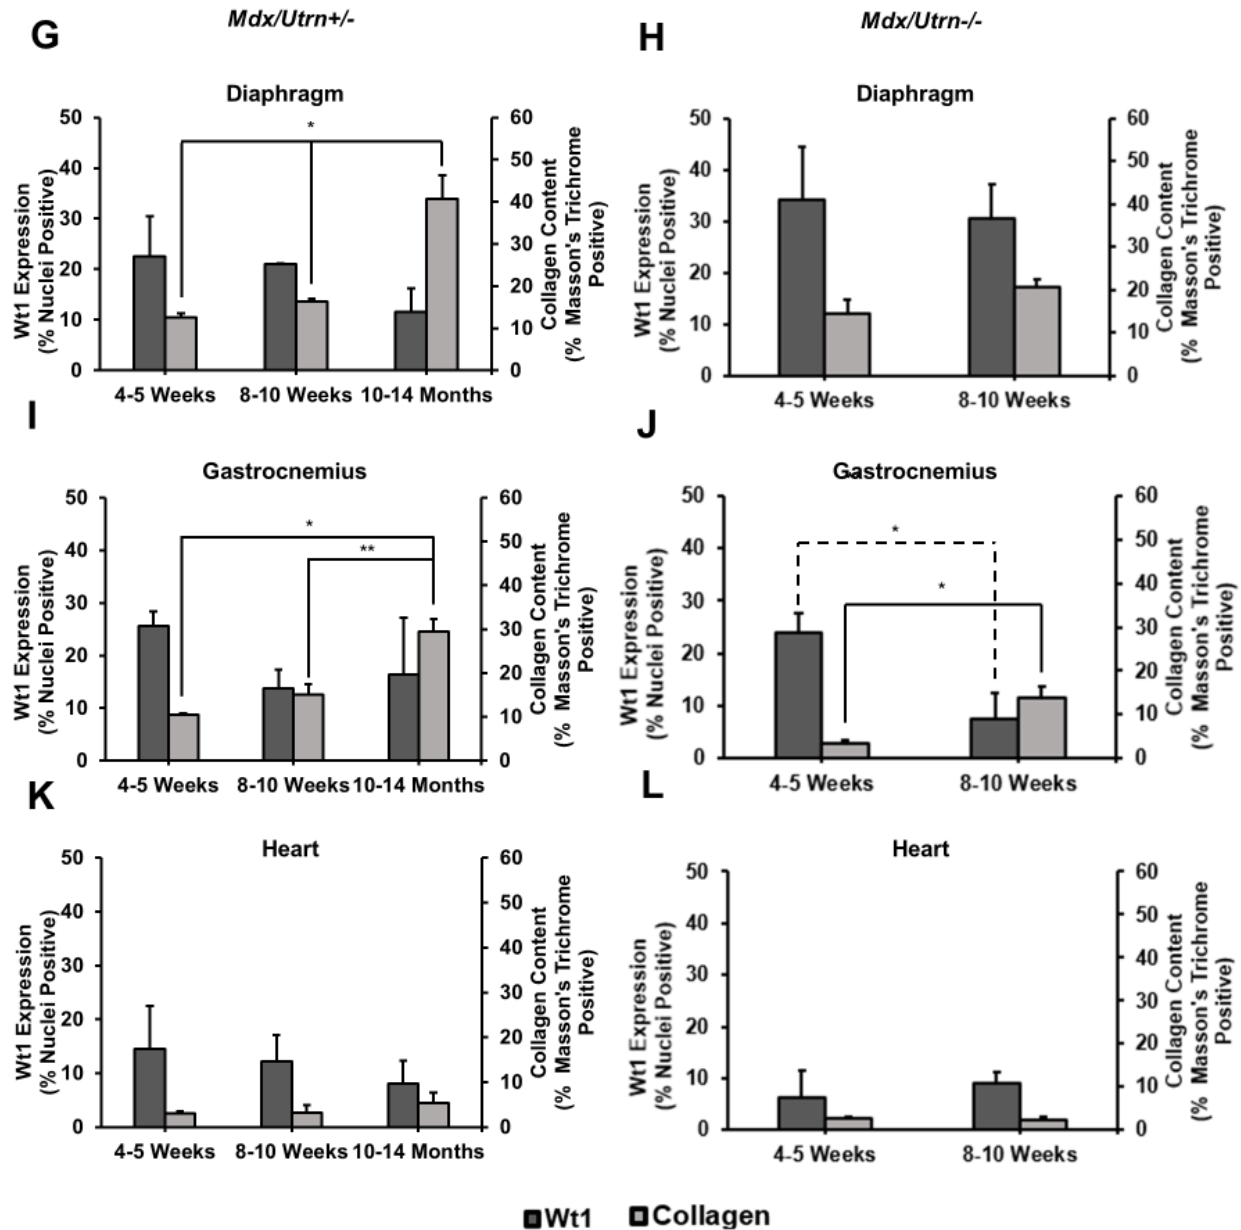 G
Mdx/Utrn+/-
H
Mdx/Utrn-/-
Diaphragm
50
40
30
20
10
0
Wt1 Expression
(% Nuclei Positive)
*
60
50
40
30
20
10
0
Collagen Content
(% Masson's Trichrome
Positive)
4-5 Weeks 8-10 Weeks 10-14 Months
Diaphragm
50
40
30
20
10
0
Wt1 Expression
(% Nuclei Positive)
60
50
40
30
20
10
0
Collagen Content
(% Masson's Trichrome
Positive)
4-5 Weeks 8-10 Weeks
I
Gastrocnemius
50
40
30
20
10
0
Wt1 Expression
(% Nuclei Positive)
*
**
60
50
40
30
20
10
0
Collagen Content
(% Masson's Trichrome
Positive)
4-5 Weeks 8-10 Weeks 10-14 Months
J
Gastrocnemius
50
40
30
20
10
0
Wt1 Expression
(% Nuclei Positive)
*
*
60
50
40
30
20
10
0
Collagen Content
(% Masson's Trichrome
Positive)
4-5 Weeks 8-10 Weeks
K
Heart
50
40
30
20
10
0
Wt1 Expression
(% Nuclei Positive)
60
50
40
30
20
10
0
Collagen Content
(% Masson's Trichrome
Positive)
4-5 Weeks 8-10 Weeks 10-14 Months
L
Heart
50
40
30
20
10
0
Wt1 Expression
(% Nuclei Positive)
60
50
40
30
20
10
0
Collagen Content
(% Masson's Trichrome
Positive)
4-5 Weeks 8-10 Weeks
Wt1 Collagen